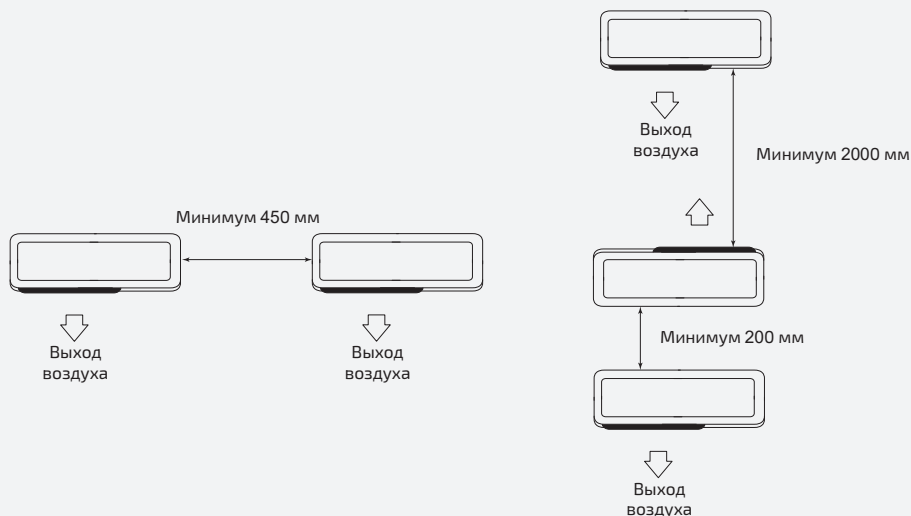 Выход
воздуха
Минимум 2000 мм
Минимум 450 мм
Выход
воздуха
Выход
воздуха
Минимум 200 мм
Выход
воздуха